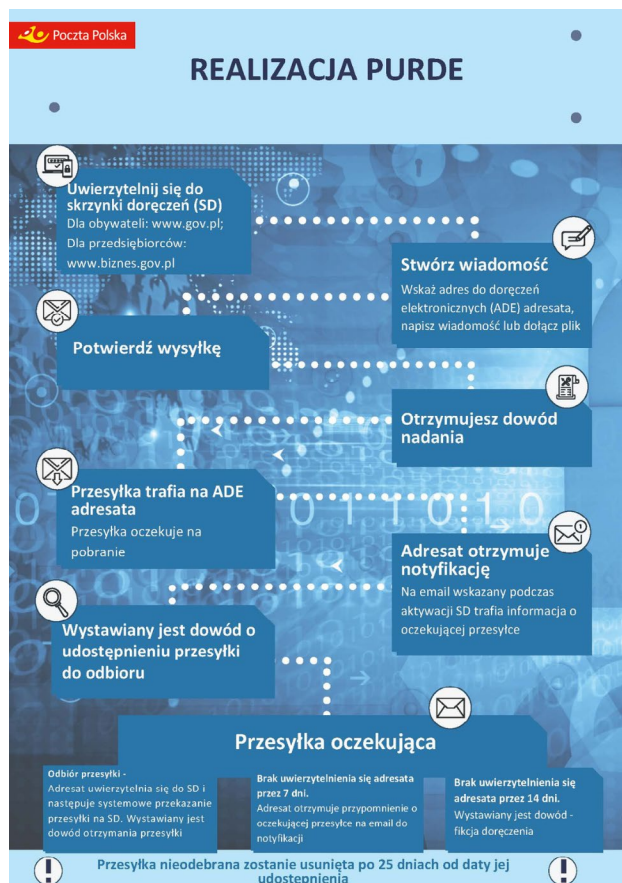 Poczta Polska
REALIZACJA PURDE
Uwierzytelnij się do
skrzynki doręczeń (SD)
Dla obywateli: www.gov.pl;
Dla przedsiębiorców:
www.biznes.gov.pl
Stwórz wiadomość
Wskaż adres do doręczeń
elektronicznych (ADE) adresata,
napisz wiadomość lub dołącz plik
Potwierdź wysyłkę
Otrzymujesz dowód
nadania
Przesyłka trafia na ADE
adresata
Przesyłka oczekuje na
pobranie
Adresat otrzymuje
notyfikację
Na email wskazany podczas
aktywacji SD trafia informacja o
oczekującej przesyłce
Wystawiany jest dowód o
udostępnieniu przesyłki
do odbioru
Przesyłka oczekująca
Odbiór przesyłki -
Adresat uwierzytelnia się do SD i
następuje systemowe przekazanie
przesyłki na SD. Wystawiany jest
dowód otrzymania przesyłki
Brak uwierzytelnienia się adresata
przez 7 dni.
Adresat otrzymuje przypomnienie o
oczekującej przesyłce na email do
notyfikacji
Brak uwierzytelnienia się
adresata przez 14 dni.
Wystawiany jest dowód -
fikcja doręczenia
Przesyłka nieodebrana zostanie usunięta po 25 dniach od daty jej
udostępnienia